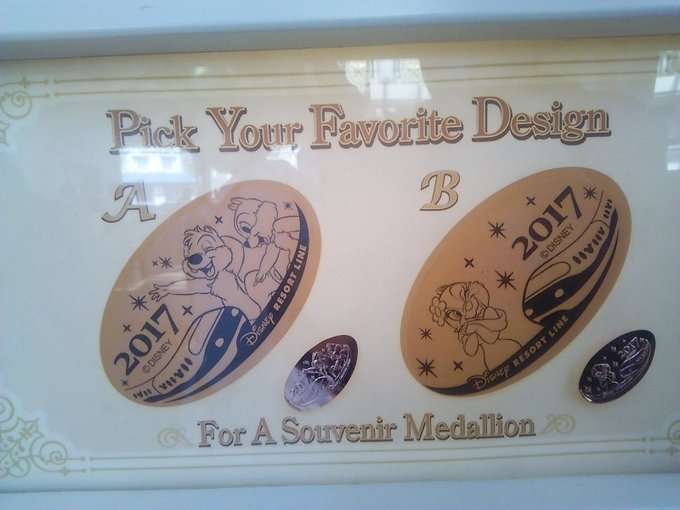 Pick Your Favorite Design
A
2017
©DISNEY
Disney RESORT LINE
B
2017
©DISNEY
Disney RESORT LINE
For A Souvenir Medallion